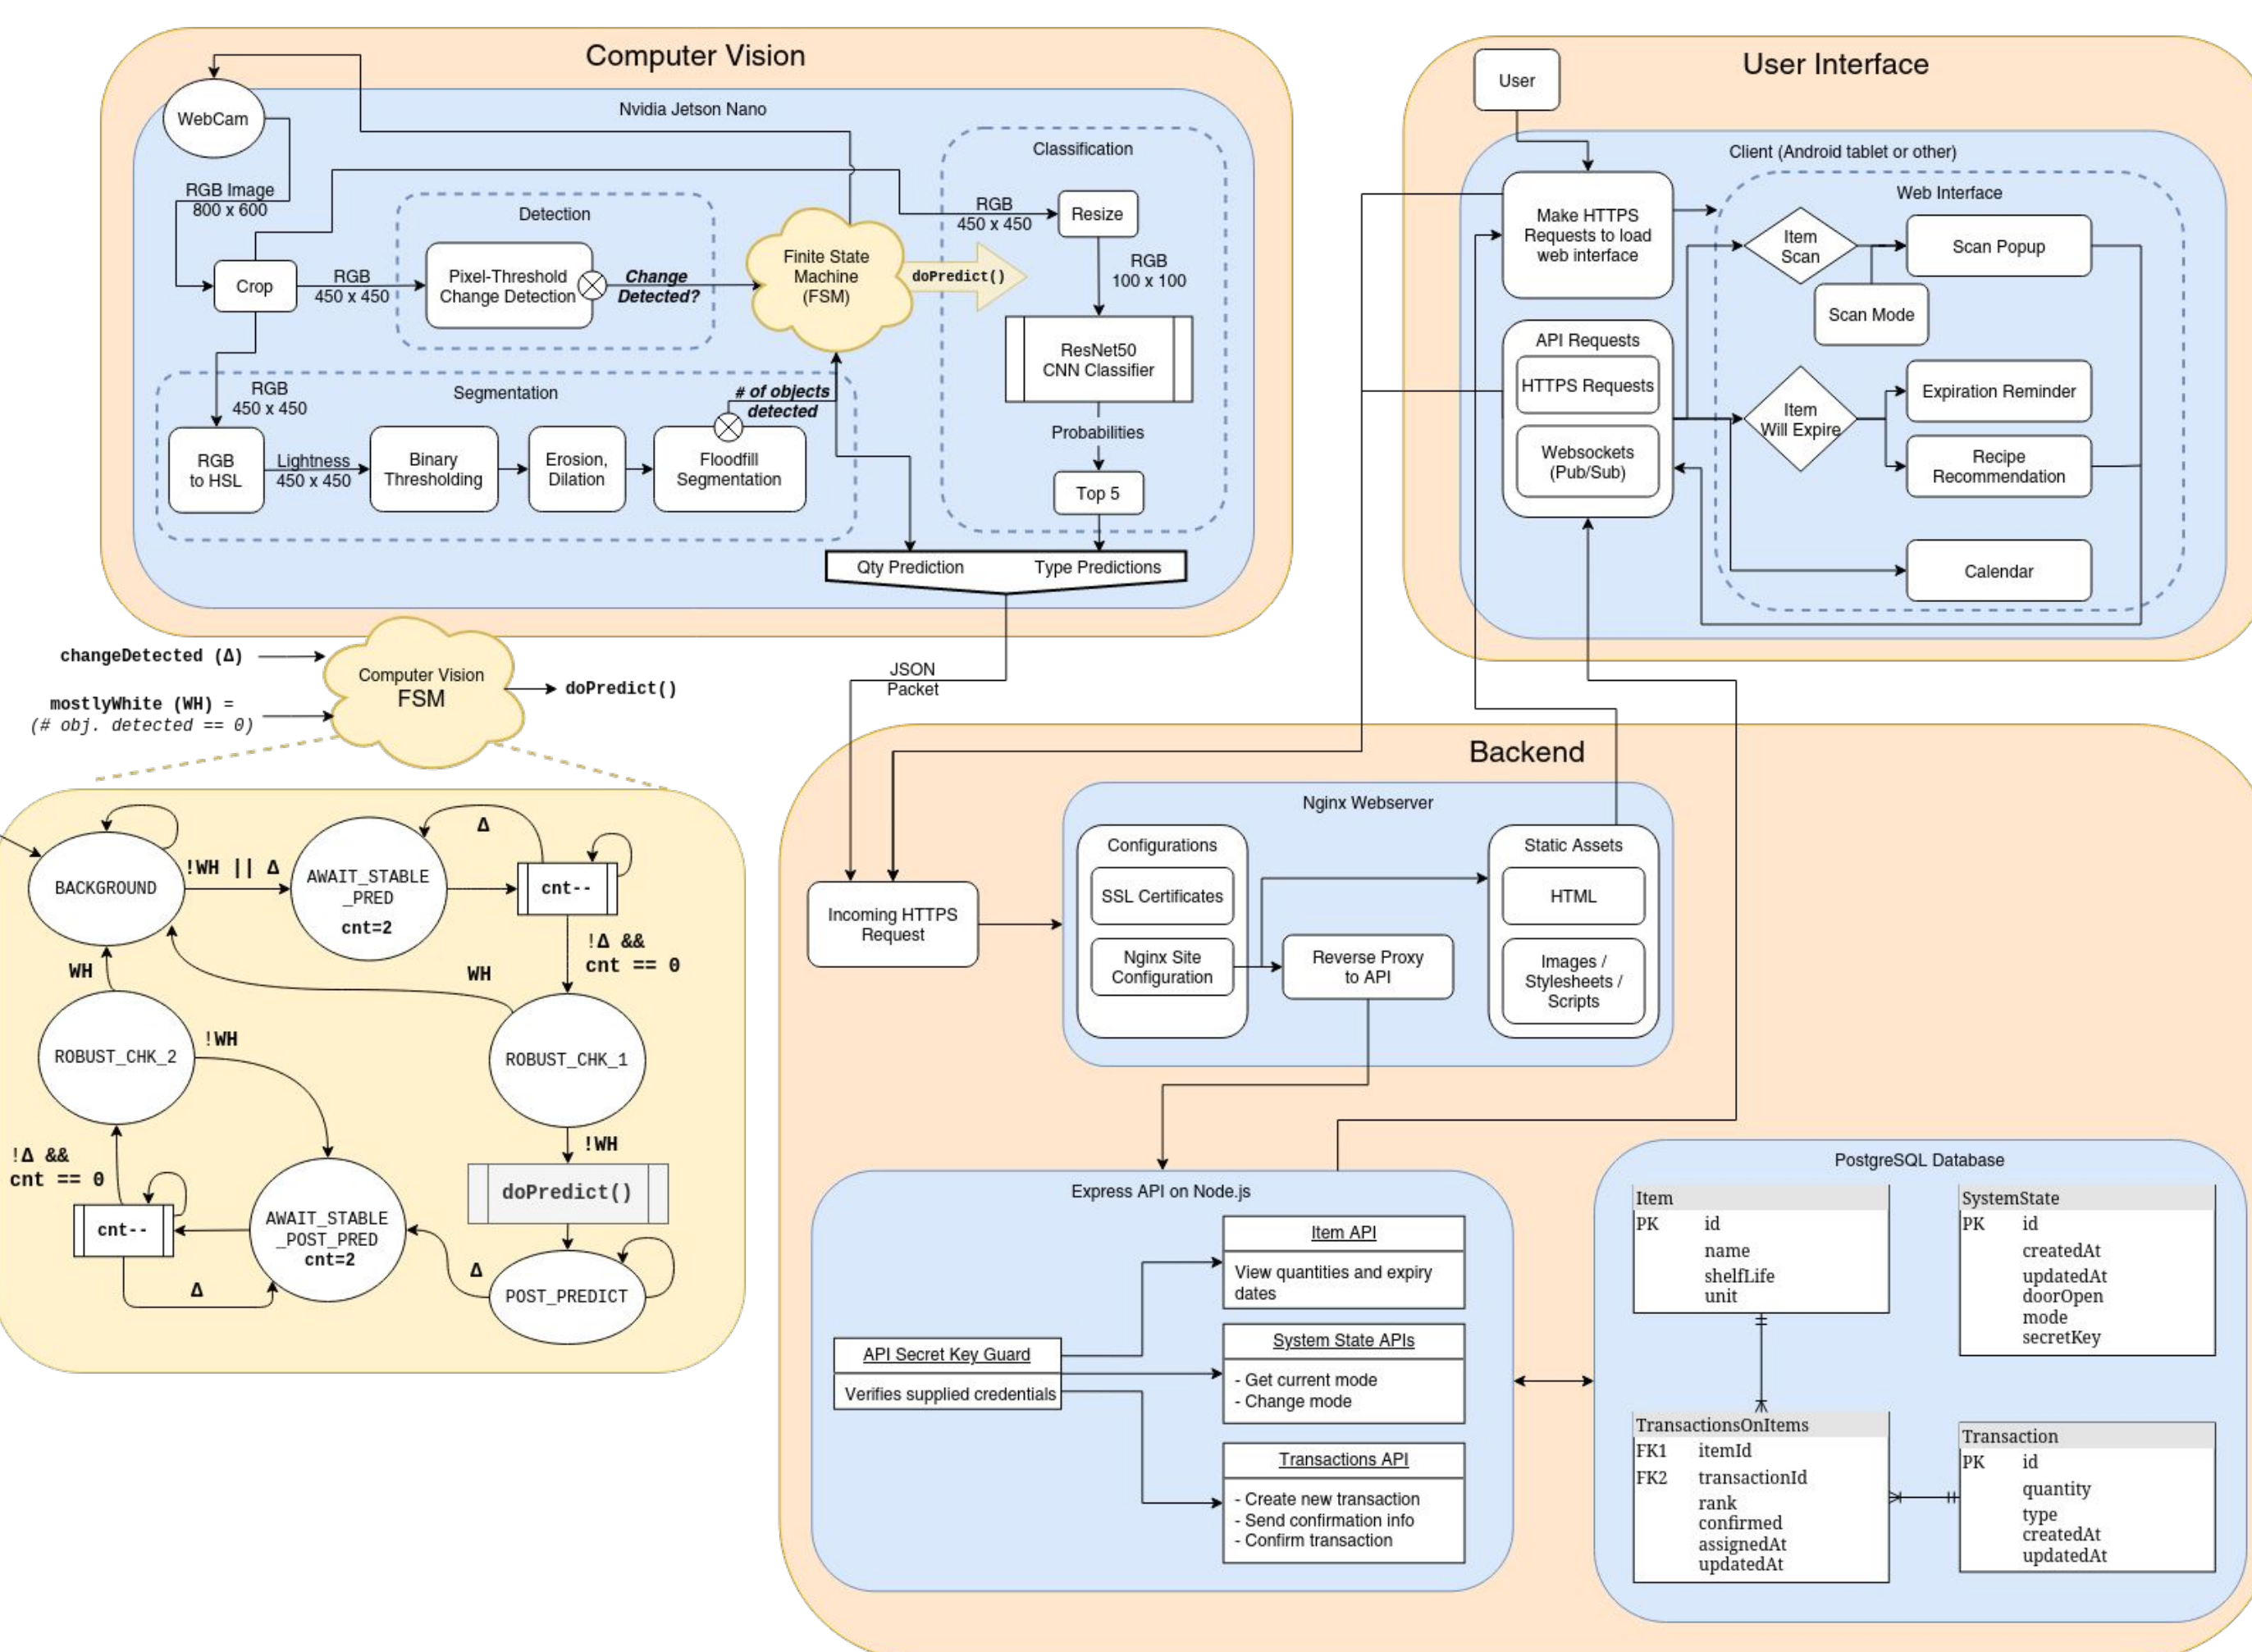 Computer Vision
Nvidia Jetson Nano
WebCam
RGB Image
800 x 600
Crop
RGB
450 x 450
Detection
Pixel-Threshold
Change Detection
Change
Detected?
Finite State
Machine
(FSM)
doPredict()
Classification
RGB
450 x 450
Resize
RGB
100 x 100
ResNet50
CNN Classifier
Probabilities
Top 5
RGB
450 x 450
Segmentation
# of objects
detected
RGB
to HSL
Lightness
450 x 450
Binary
Thresholding
Erosion,
Dilation
Floodfill
Segmentation
Qty Prediction
Type Predictions
JSON
Packet
User Interface
User
Client (Android tablet or other)
Make HTTPS
Requests to load
web interface
API Requests
HTTPS Requests
Websockets
(Pub/Sub)
Web Interface
Item
Scan
Scan Popup
Scan Mode
Item
Will Expire
Expiration Reminder
Recipe
Recommendation
Calendar
changeDetected (Δ)
mostlyWhite (WH) =
(# obj. detected == 0)
Computer Vision
FSM
doPredict()
BACKGROUND
!WH || Δ
AWAIT_STABLE
_PRED
cnt=2
Δ
cnt--
!Δ &&
cnt == 0
WH
WH
ROBUST_CHK_2
!WH
ROBUST_CHK_1
!WH
doPredict()
!Δ &&
cnt == 0
cnt--
AWAIT_STABLE
_POST_PRED
cnt=2
Δ
Δ
POST_PREDICT
Backend
Nginx Webserver
Incoming HTTPS
Request
Configurations
SSL Certificates
Nginx Site
Configuration
Reverse Proxy
to API
Static Assets
HTML
Images /
Stylesheets /
Scripts
Express API on Node.js
API Secret Key Guard
Verifies supplied credentials
Item API
View quantities and expiry
dates
System State APIs
- Get current mode
- Change mode
Transactions API
- Create new transaction
- Send confirmation info
- Confirm transaction
PostgreSQL Database
Item
PK id
name
shelfLife
unit
SystemState
PK id
createdAt
updatedAt
doorOpen
mode
secretKey
TransactionsOnItems
FK1 itemId
FK2 transactionId
rank
confirmed
assignedAt
updatedAt
Transaction
PK id
quantity
type
createdAt
updatedAt